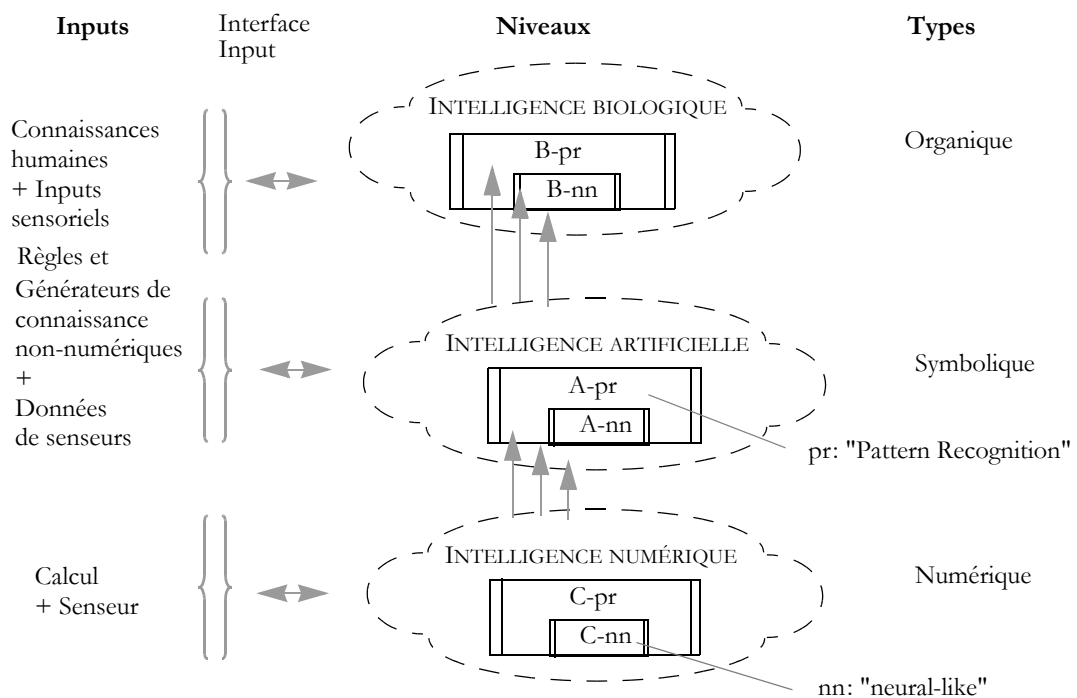 Inputs
Interface
Input
Niveaux
Types
Connaissances
humaines
+ Inputs
sensoriels
INTELLIGENCE BIOLOGIQUE
B-pr
B-nn
Organique
Règles et
Générateurs de
connaissance
non-numériques
+
Données
de senseurs
INTELLIGENCE ARTIFICIELLE
A-pr
A-nn
Symbolique
pr: "Pattern Recognition"
Calcul
+ Senseur
INTELLIGENCE NUMÉRIQUE
C-pr
C-nn
Numérique
nn: "neural-like"